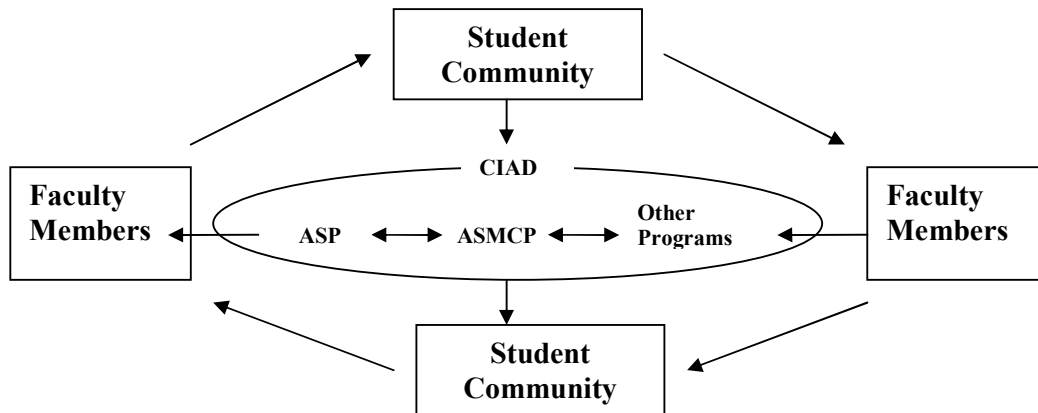 Student
Community
CIAD
Faculty
Members
ASP
ASMCP
Other
Programs
Faculty
Members
Student
Community